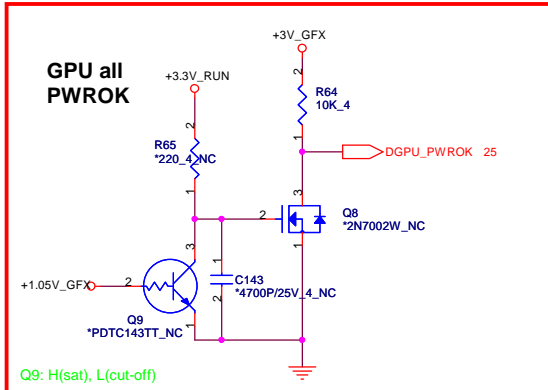 +3V_GFX
GPU all
PWROK
+3.3V_RUN
2
R64
10K_4
2
R65
*220_4_NC
1
DGPU_PWROK 25
1
3
2
Q8
*2N7002W_NC
3
1
1
C143
*4700P/25V_4_NC
+1.05V_GFX
2
2
Q9
*PDTC143TT_NC
1
Q9: H(sat), L(cut-off)